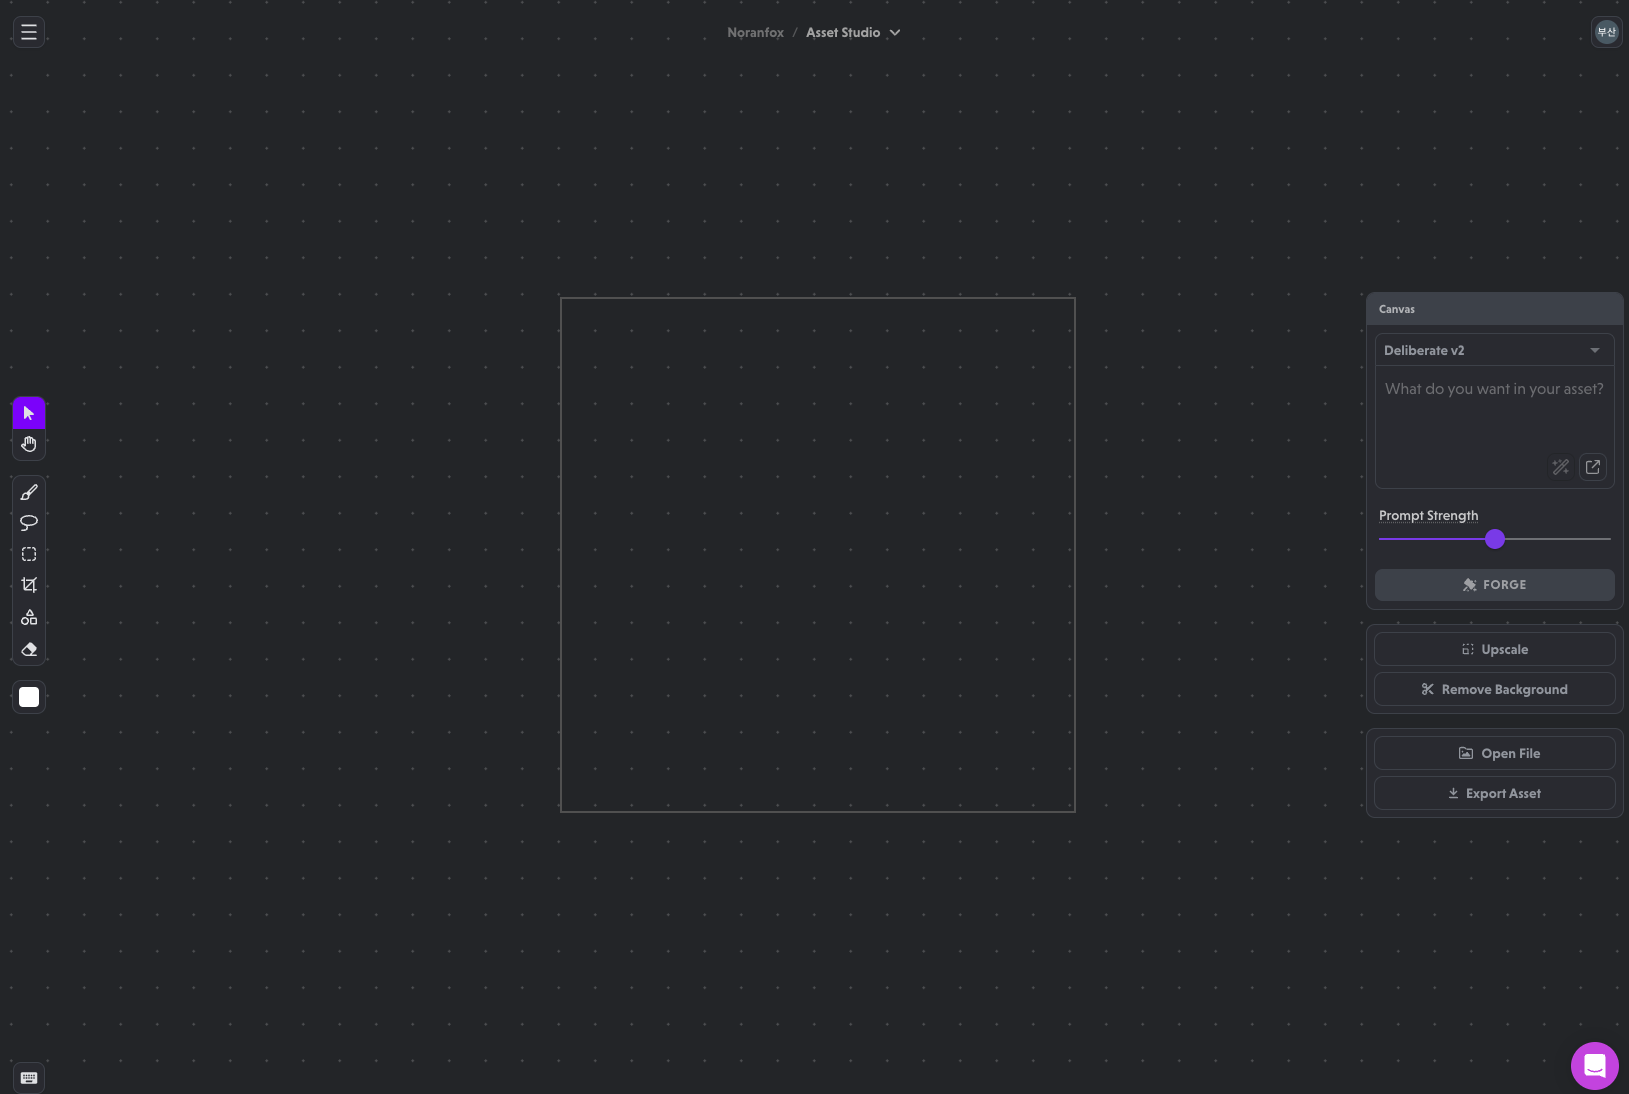 Noranfox / Asset Studio
부산
Canvas
Deliberate v2
What do you want in your asset?
Prompt Strength
FORGE
Upscale
Remove Background
Open File
Export Asset